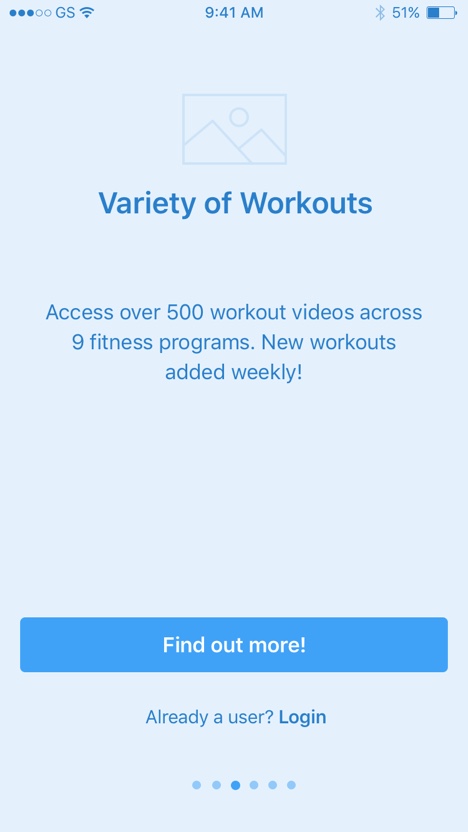 GS 9:41 AM 51%
Variety of Workouts
Access over 500 workout videos across
9 fitness programs. New workouts
added weekly!
Find out more!
Already a user? Login